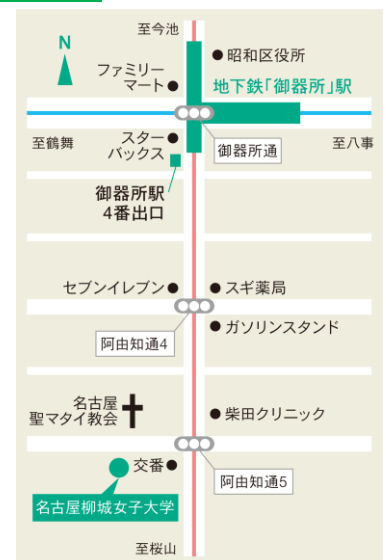 至今池
N
昭和区役所
ファミリー
マート
地下鉄「御器所」駅
至鶴舞
スター
バックス
御器所通
至八事
御器所駅
4番出口
セブンイレブン
スギ薬局
ガソリンスタンド
阿由知通4
名古屋
聖マタイ教会
柴田クリニック
交番
阿由知通5
名古屋柳城女子大学
至桜山